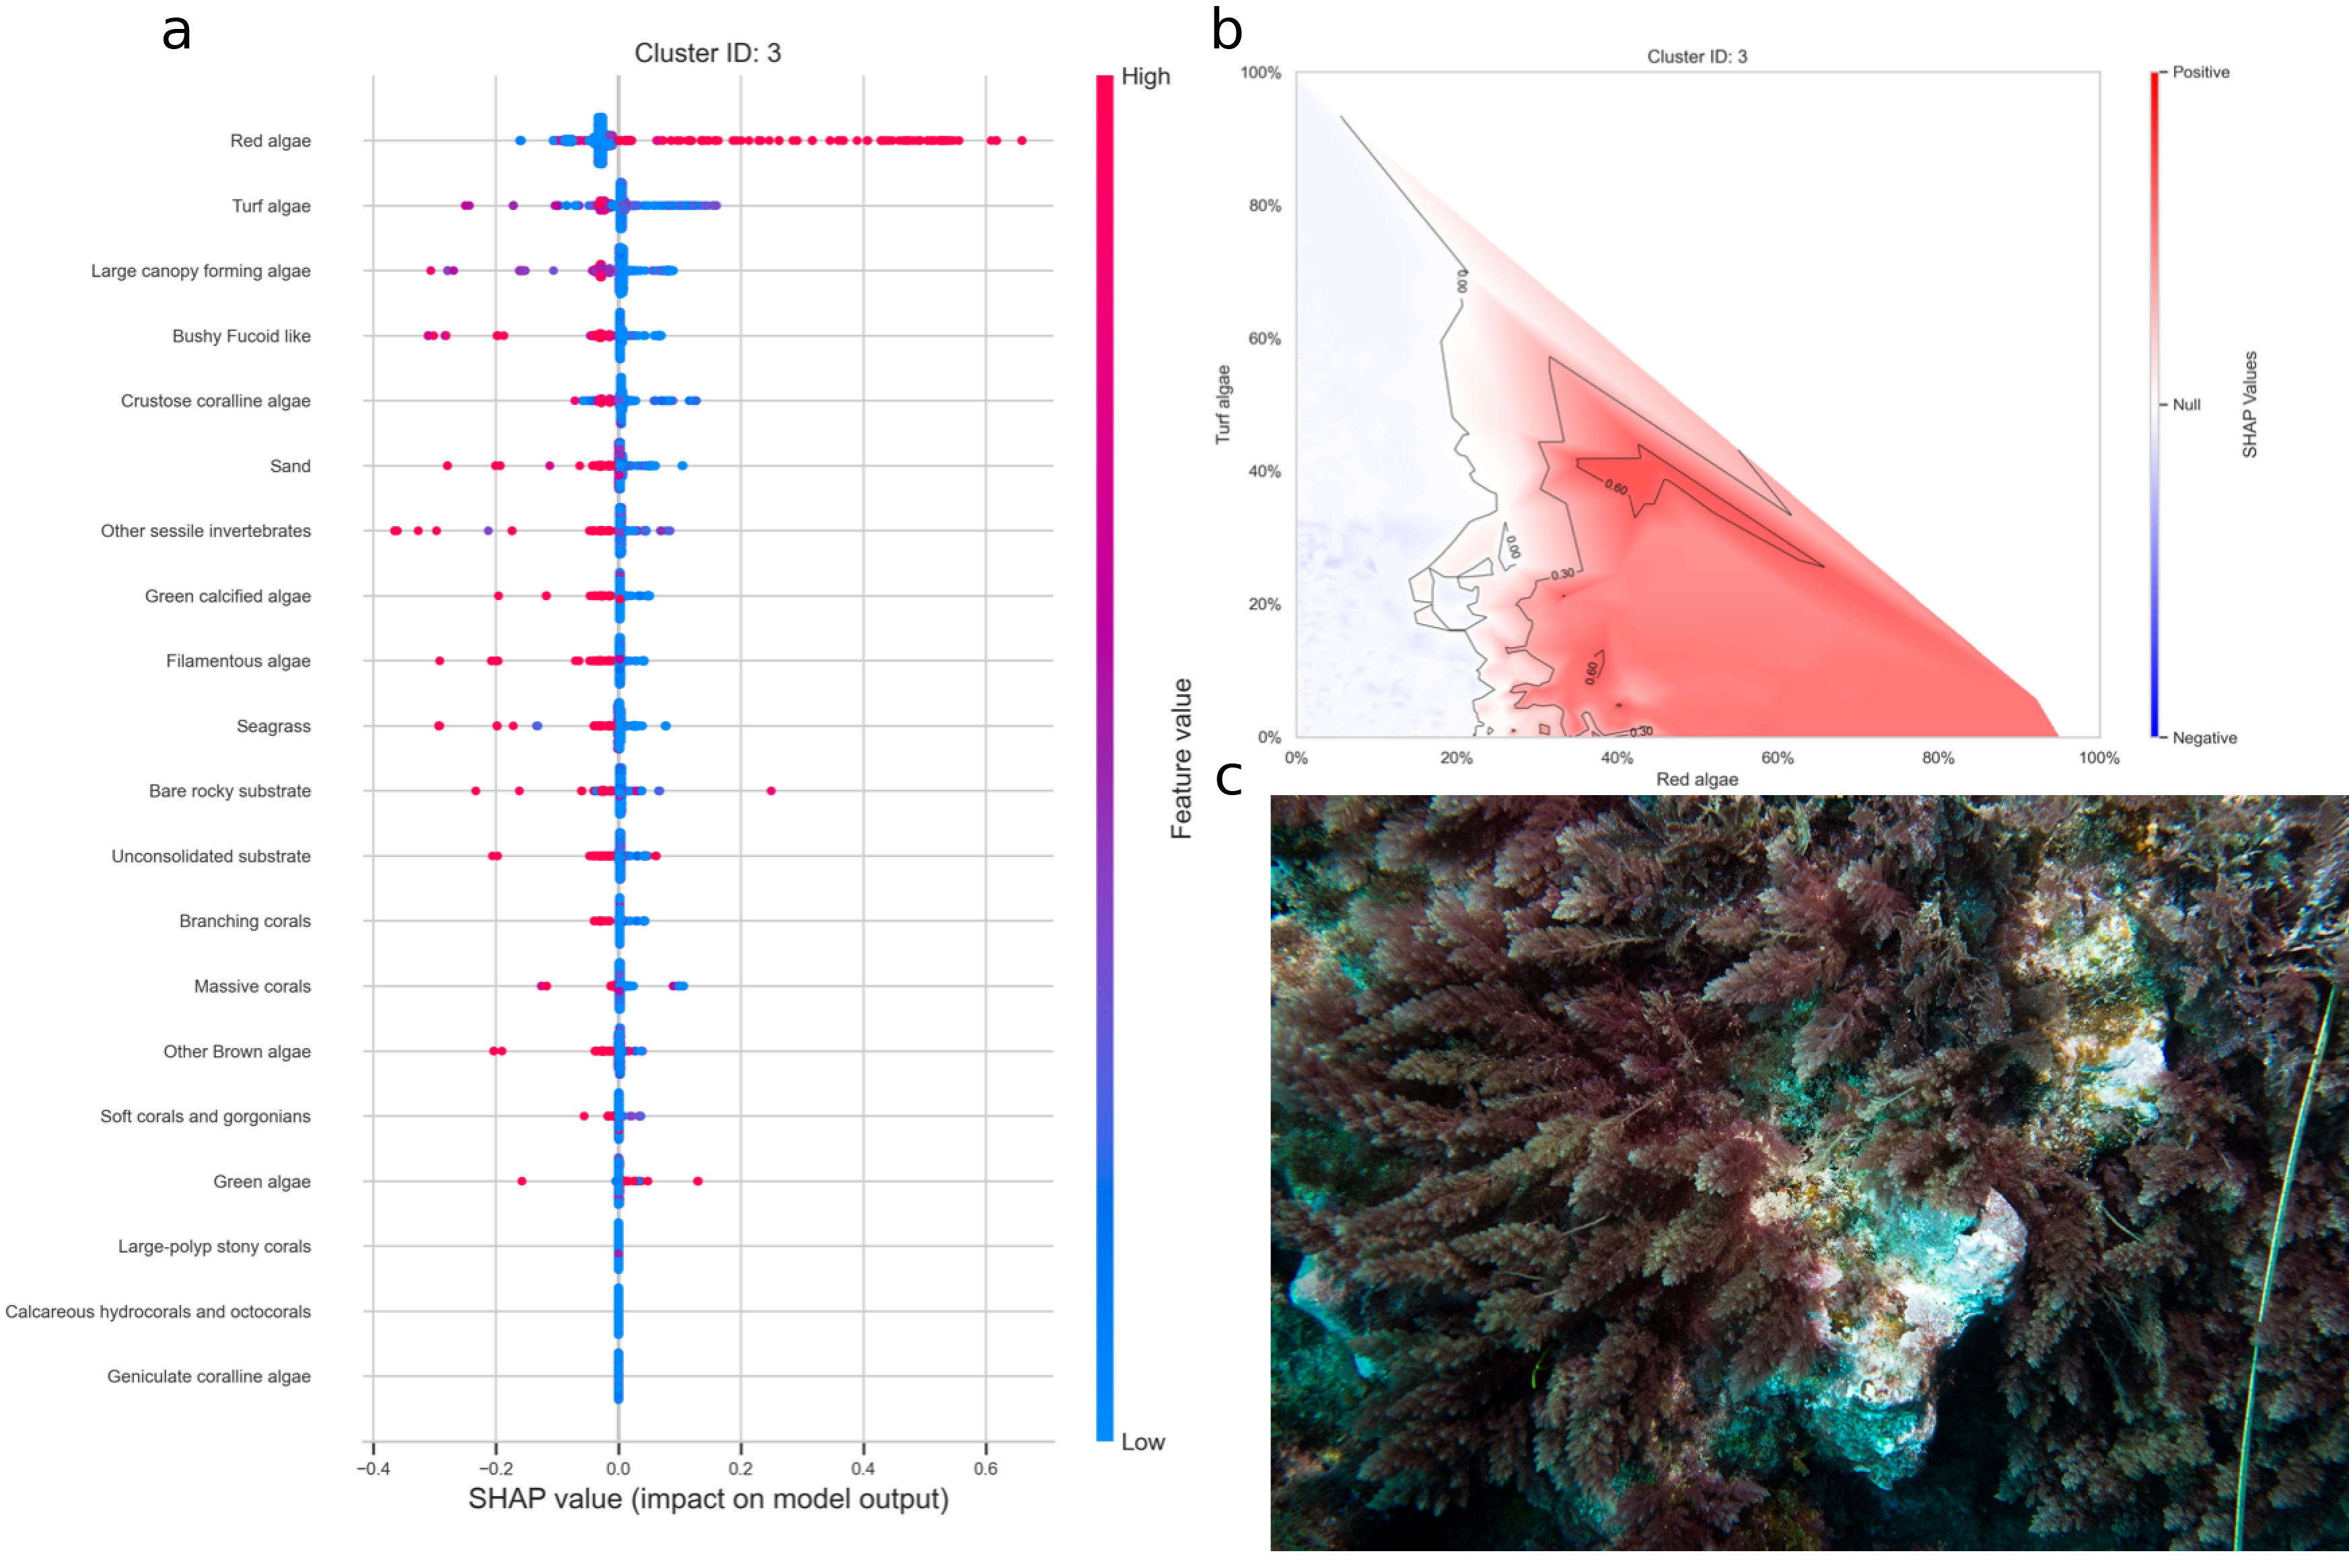 a
Cluster ID: 3
High
Red algae
Turf algae
Large canopy forming algae
Bushy Fucoid like
Crustose coralline algae
Sand
Other sessile invertebrates
Green calcified algae
Filamentous algae
Seagrass
Bare rocky substrate
Unconsolidated substrate
Branching corals
Massive corals
Other Brown algae
Soft corals and gorgonians
Green algae
Large-polyp stony corals
Calcareous hydrocorals and octocorals
Geniculate coralline algae
Low
Feature value
−0.4 −0.2 0.0 0.2 0.4 0.6
SHAP value (impact on model output)
b
Cluster ID: 3
100%
80%
60%
40%
20%
0%
Turf algae
0.00
0.60
0.00
0.30
0.60
0.30
0% 20% 40% 60% 80% 100%
Red algae
Positive
Null
Negative
SHAP Values
c